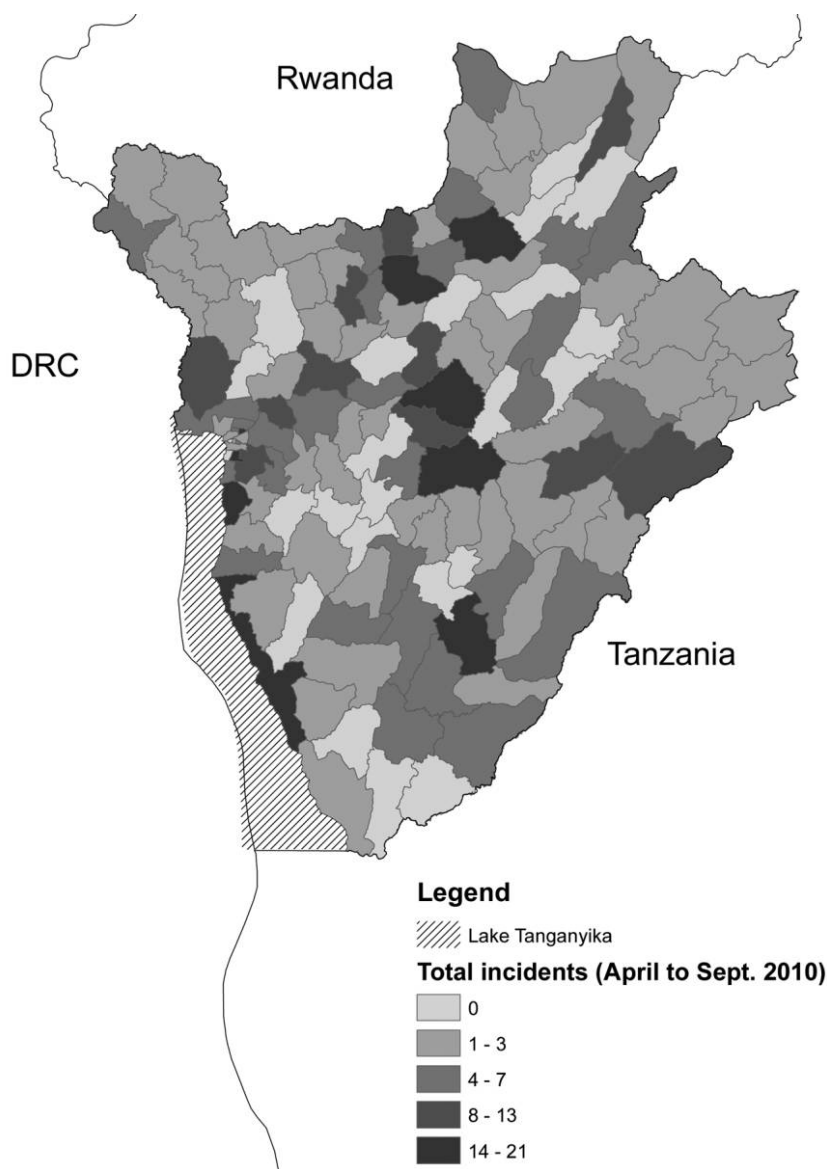 Rwanda
DRC
Tanzania
Legend
Lake Tanganyika
Total incidents (April to Sept. 2010)
0
1 - 3
4 - 7
8 - 13
14 - 21